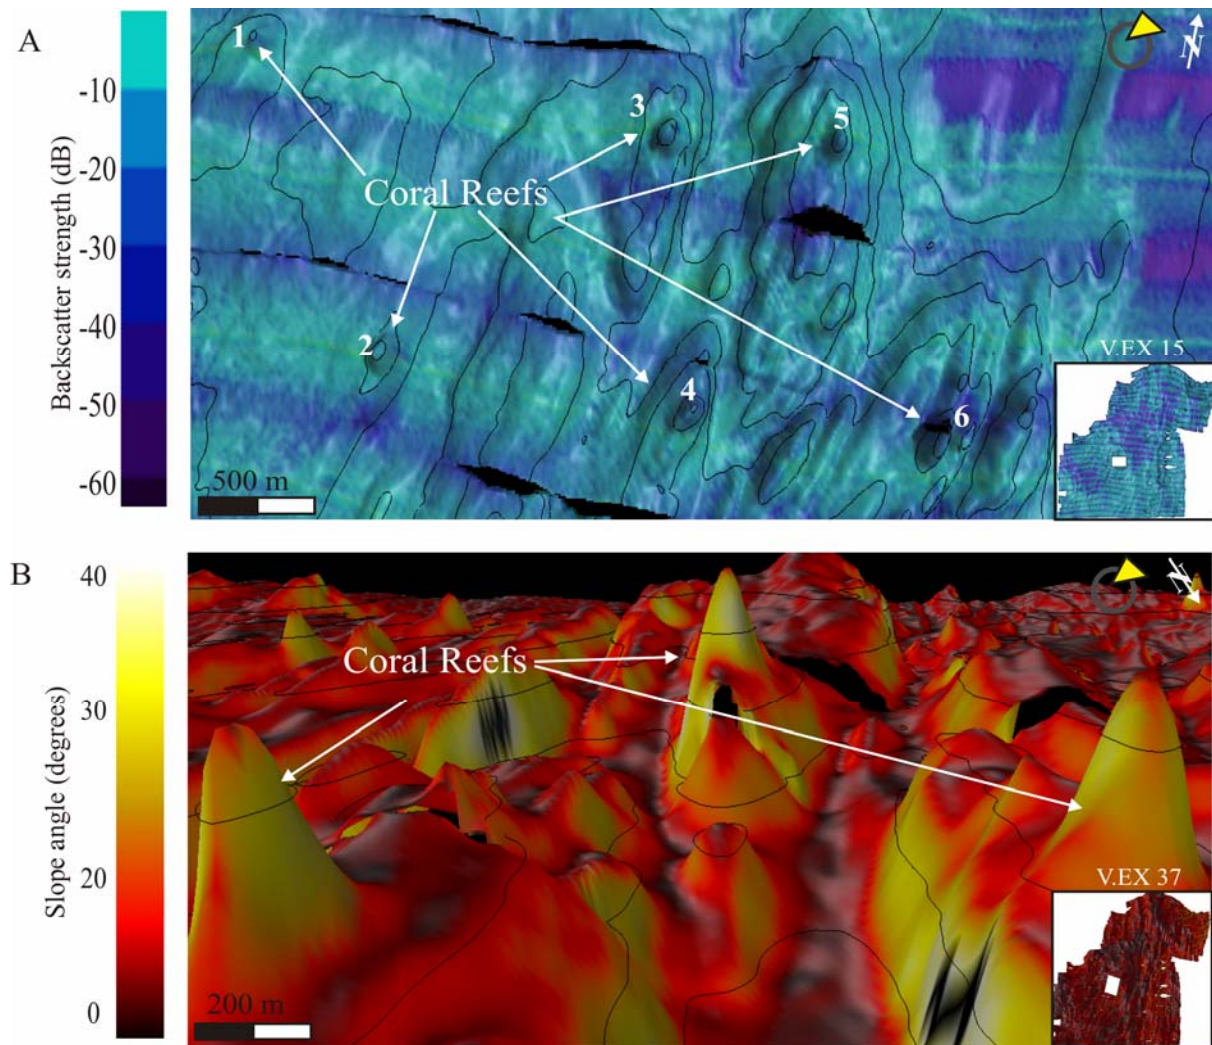 A
Backscatter strength (dB)
-10
-20
-30
-40
-50
-60
1
2
3
4
5
6
Coral Reefs
N
500 m
V.EX 15
B
Slope angle (degrees)
40
30
20
0
Coral Reefs
N
200 m
V.EX 37